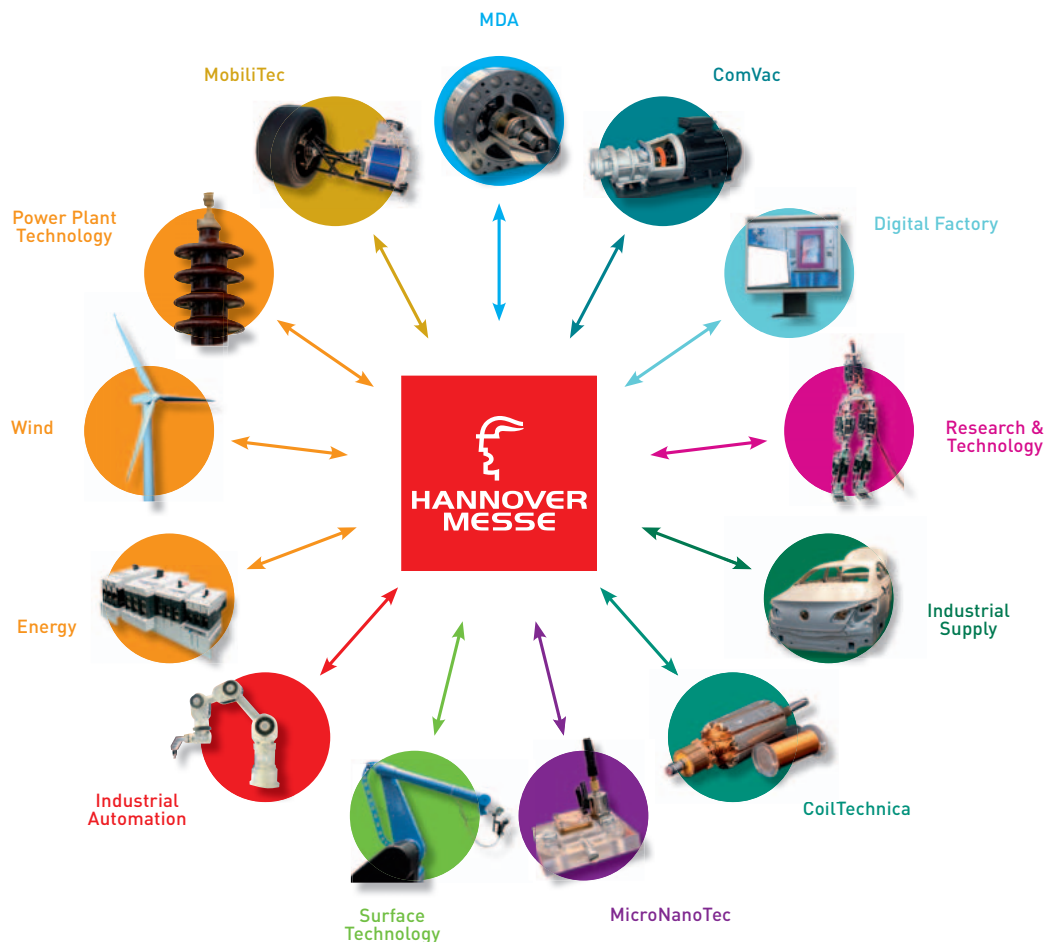 MDA
MobiliTec
ComVac
Power Plant
Technology
Digital Factory
Wind
Research &
Technology
HANNOVER
MESSE
Energy
Industrial
Supply
Industrial
Automation
CoilTechnica
Surface
Technology
MicroNanoTec